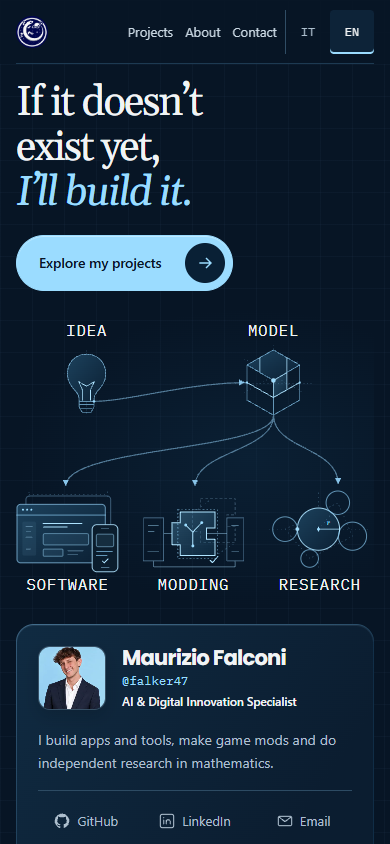 Projects About Contact IT EN
If it doesn’t
exist yet,
I’ll build it.
Explore my projects
IDEA MODEL
SOFTWARE MODDING RESEARCH
Maurizio Falconi
@falker47
AI & Digital Innovation Specialist
I build apps and tools, make game mods and do
independent research in mathematics.
GitHub LinkedIn Email